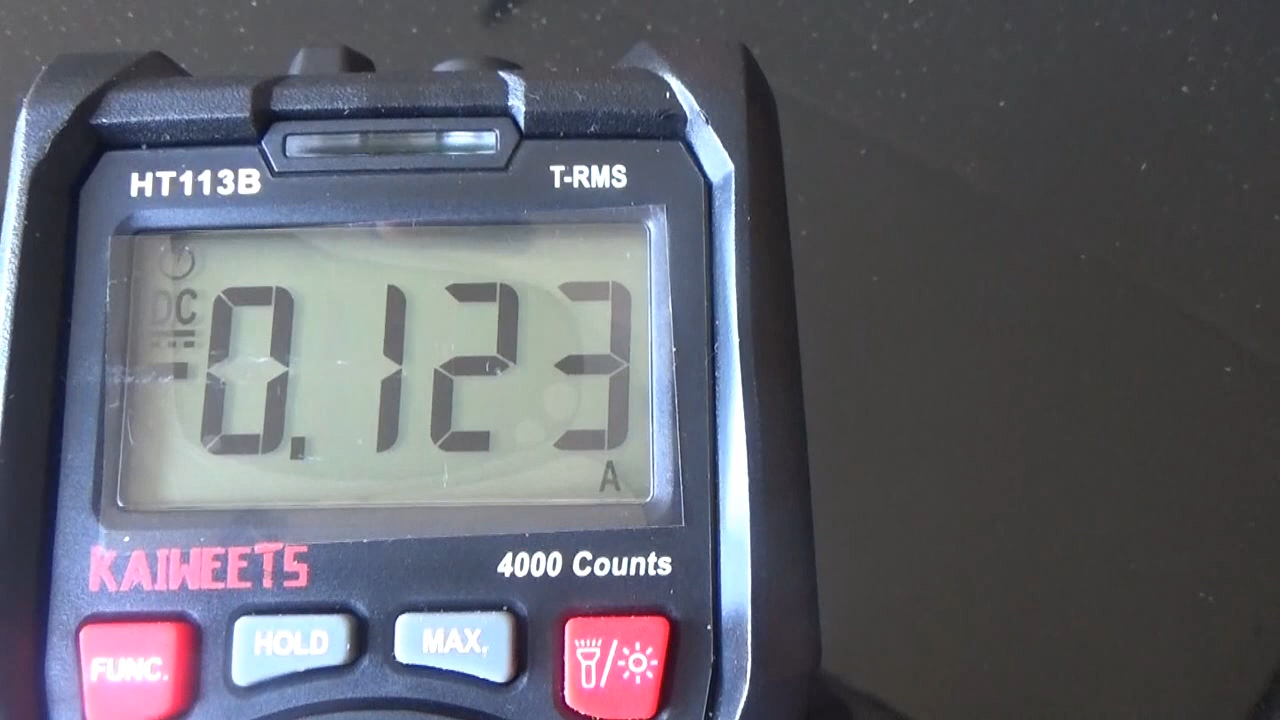 HT113B
T-RMS
DC
-0.123
A
KAIWEETS
4000 Counts
FUNC.
HOLD
MAX.